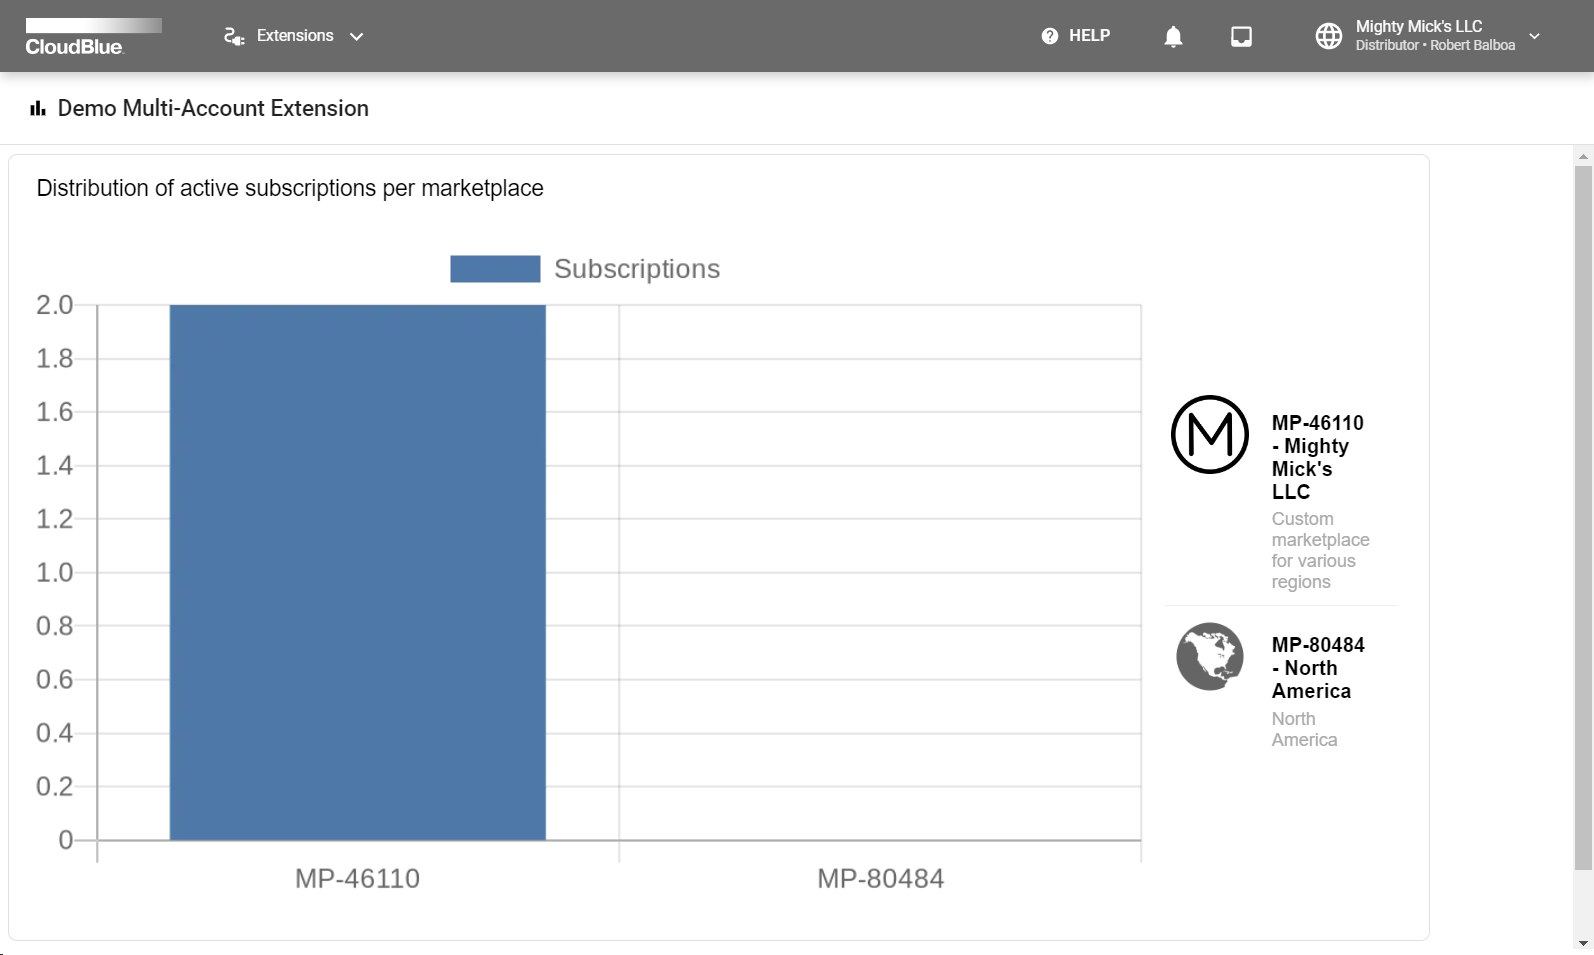 CloudBlue
Extensions
HELP
Mighty Mick's LLC
Distributor • Robert Balboa
Demo Multi-Account Extension
Distribution of active subscriptions per marketplace
Subscriptions
2.0
1.8
1.6
1.4
1.2
1.0
0.8
0.6
0.4
0.2
0
MP-46110
MP-80484
M
MP-46110
- Mighty
Mick's
LLC
Custom
marketplace
for various
regions
MP-80484
- North
America
North
America